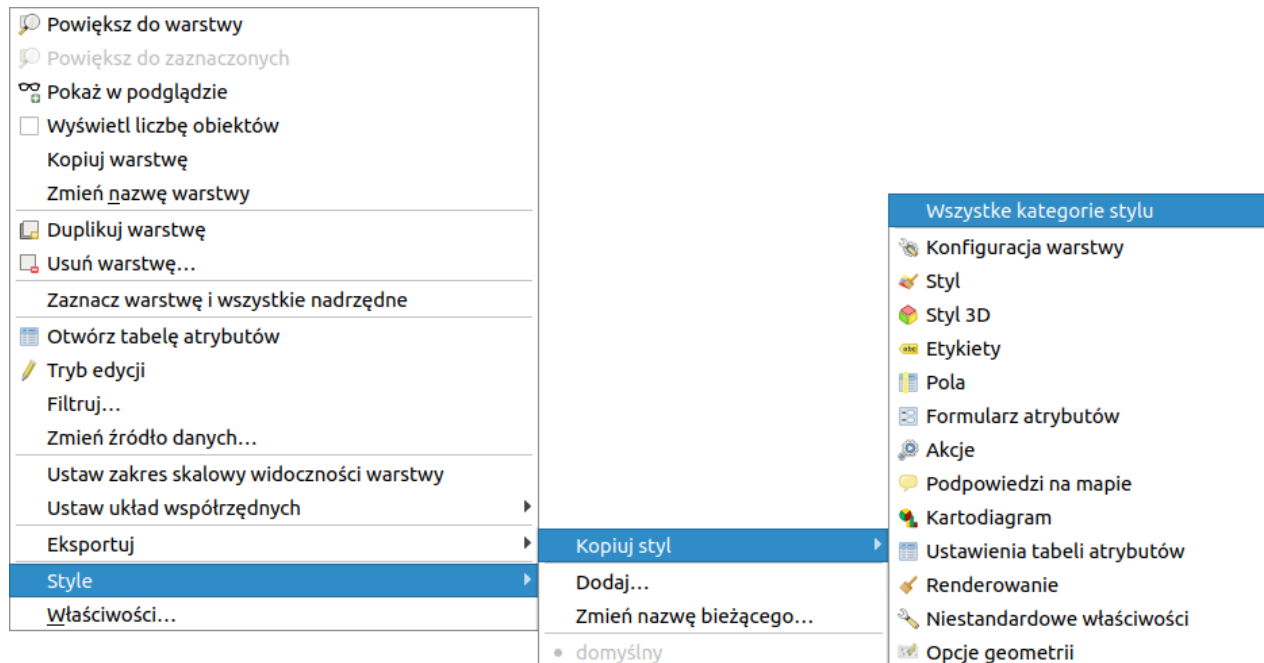 Powiększ do warstwy
Powiększ do zaznaczonych
Pokaż w podglądzie
Wyświetl liczbę obiektów
Kopiuj warstwę
Zmień nazwę warstwy
Duplikuj warstwę
Usuń warstwę…
Zaznacz warstwę i wszystkie nadrzędne
Otwórz tabelę atrybutów
Tryb edycji
Filtruj…
Zmień źródło danych…
Ustaw zakres skalowy widoczności warstwy
Ustaw układ współrzędnych
Eksportuj
Style
Właściwości…
Kopiuj styl
Dodaj…
Zmień nazwę bieżącego…
domyślny
Wszystke kategorie stylu
Konfiguracja warstwy
Styl
Styl 3D
abc Etykiety
Pola
Formularz atrybutów
Akcje
Podpowiedzi na mapie
Kartodiagram
Ustawienia tabeli atrybutów
Renderowanie
Niestandardowe właściwości
Opcje geometrii